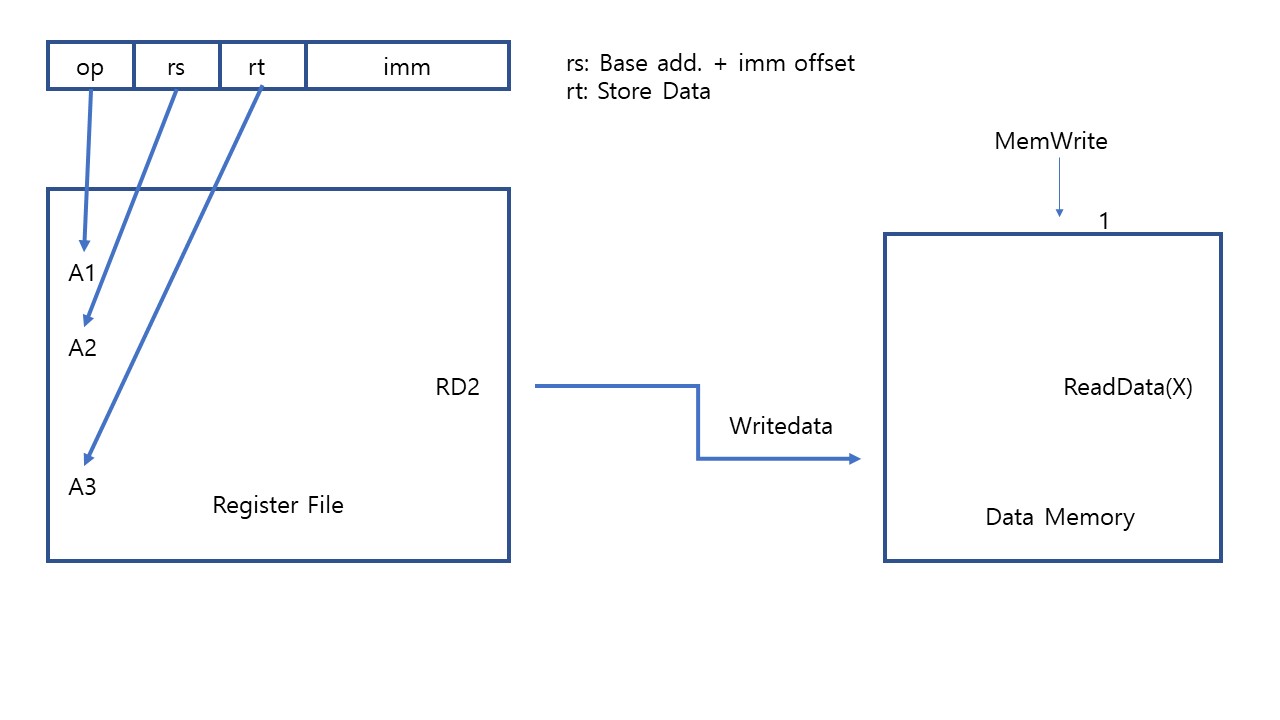 op rs rt imm
rs: Base add. + imm offset
rt: Store Data
MemWrite
1
A1
A2
RD2
ReadData(X)
Writedata
A3
Register File
Data Memory